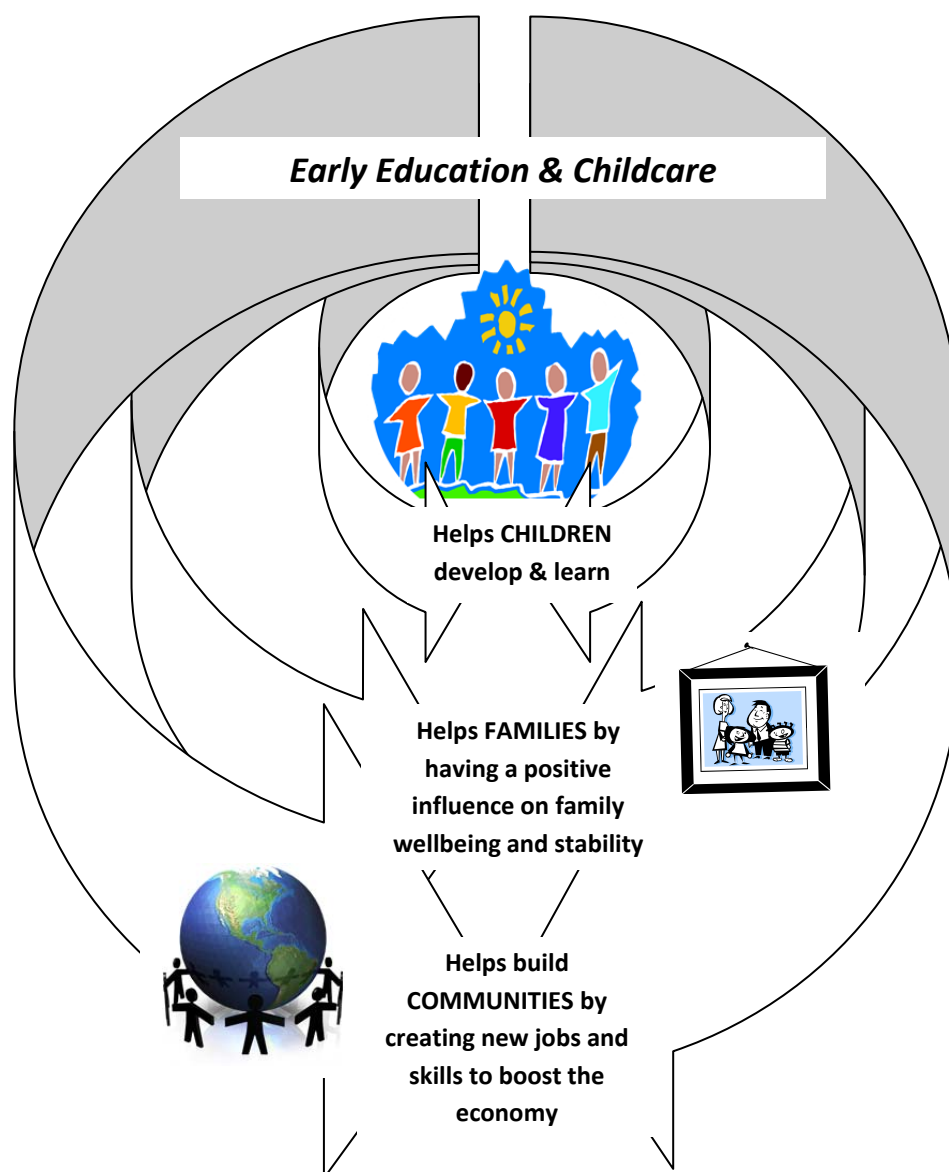 Early Education & Childcare
Helps CHILDREN
develop & learn
Helps FAMILIES by
having a positive
influence on family
wellbeing and stability
Helps build
COMMUNITIES by
creating new jobs and
skills to boost the
economy